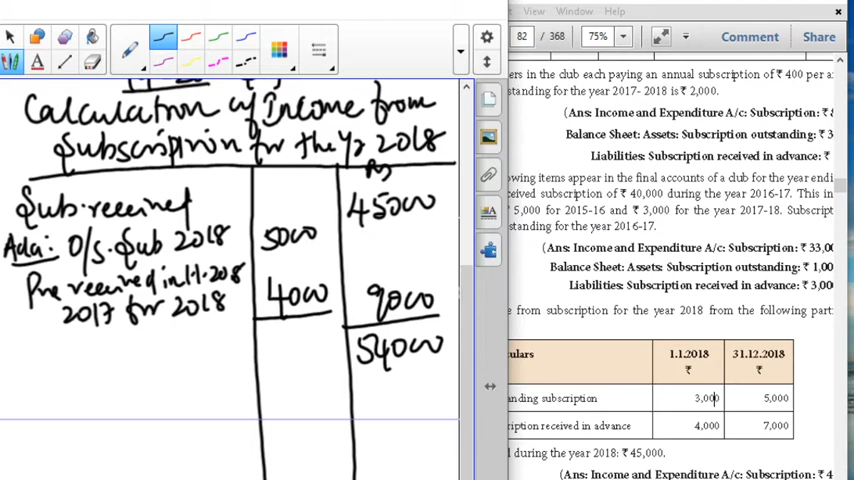 View Window Help
82 / 368 75%
Comment Share
Calculation of Income from
Subscription for the Yr 2018
Rs
Sub.received 45000
Add: O/S.Sub 2018 5000
Pre received in 2017 for 2018 4000 9000
54000
ers in the club each paying an annual subscription of ₹ 400 per an
standing for the year 2017- 2018 is ₹ 2,000.
(Ans: Income and Expenditure A/c: Subscription: ₹ 8
Balance Sheet: Assets: Subscription outstanding: ₹ 3
Liabilities: Subscription received in advance: ₹
owing items appear in the final accounts of a club for the year endi
ceived subscription of ₹ 40,000 during the year 2016-17. This in
₹ 5,000 for 2015-16 and ₹ 3,000 for the year 2017-18. Subscript
standing for the year 2016-17.
(Ans: Income and Expenditure A/c: Subscription: ₹ 33,00
Balance Sheet: Assets: Subscription outstanding: ₹ 1,00
Liabilities: Subscription received in advance: ₹ 3,000
e from subscription for the year 2018 from the following parti
ulars 1.1.2018 31.12.2018
₹ ₹
anding subscription 3,000 5,000
ription received in advance 4,000 7,000
d during the year 2018: ₹ 45,000.
(Ans: Income and Expenditure A/c: Subscription: ₹ 4